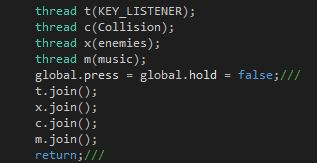 thread t(KEY_LISTENER);
thread c(Collision);
thread x(enemies);
thread m(music);
global.press = global.hold = false;///
t.join();
x.join();
c.join();
m.join();
return;///